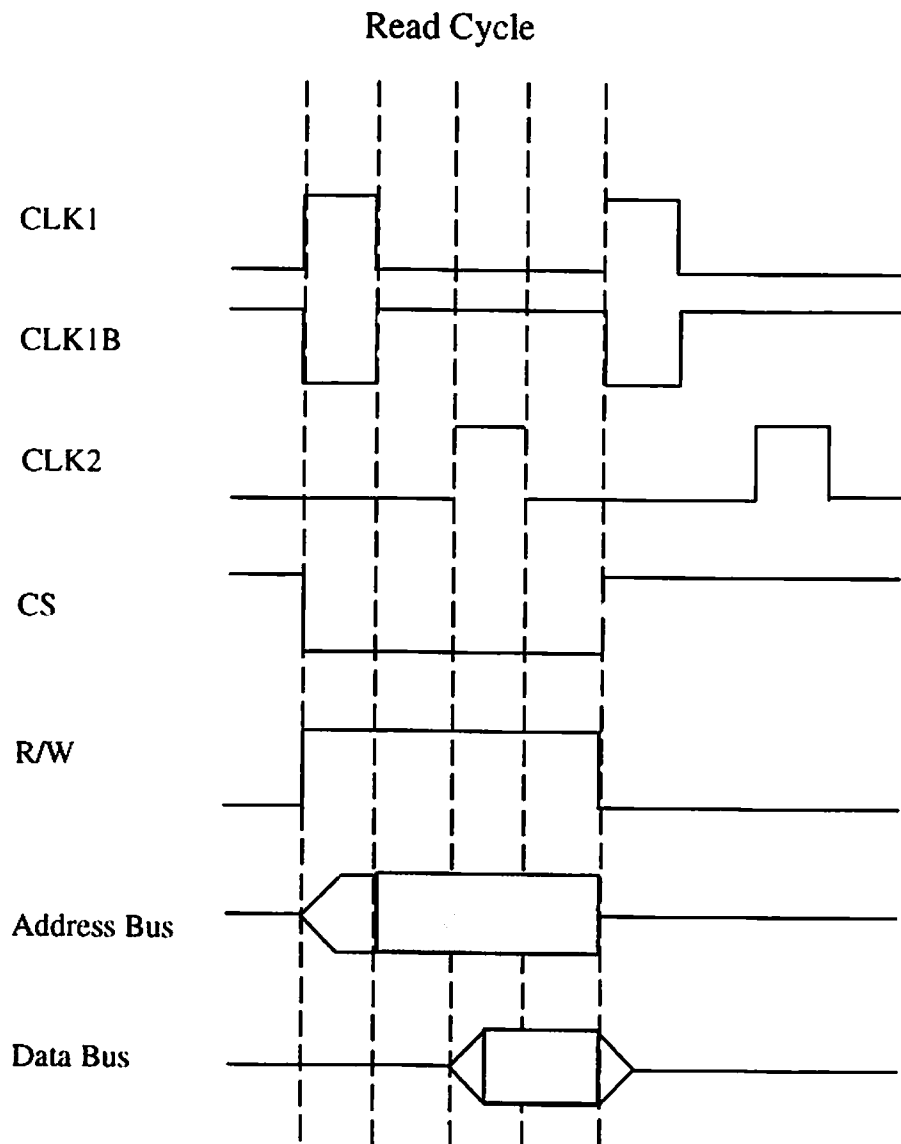 Read Cycle
CLK1
CLK1B
CLK2
CS
R/W
Address Bus
Data Bus